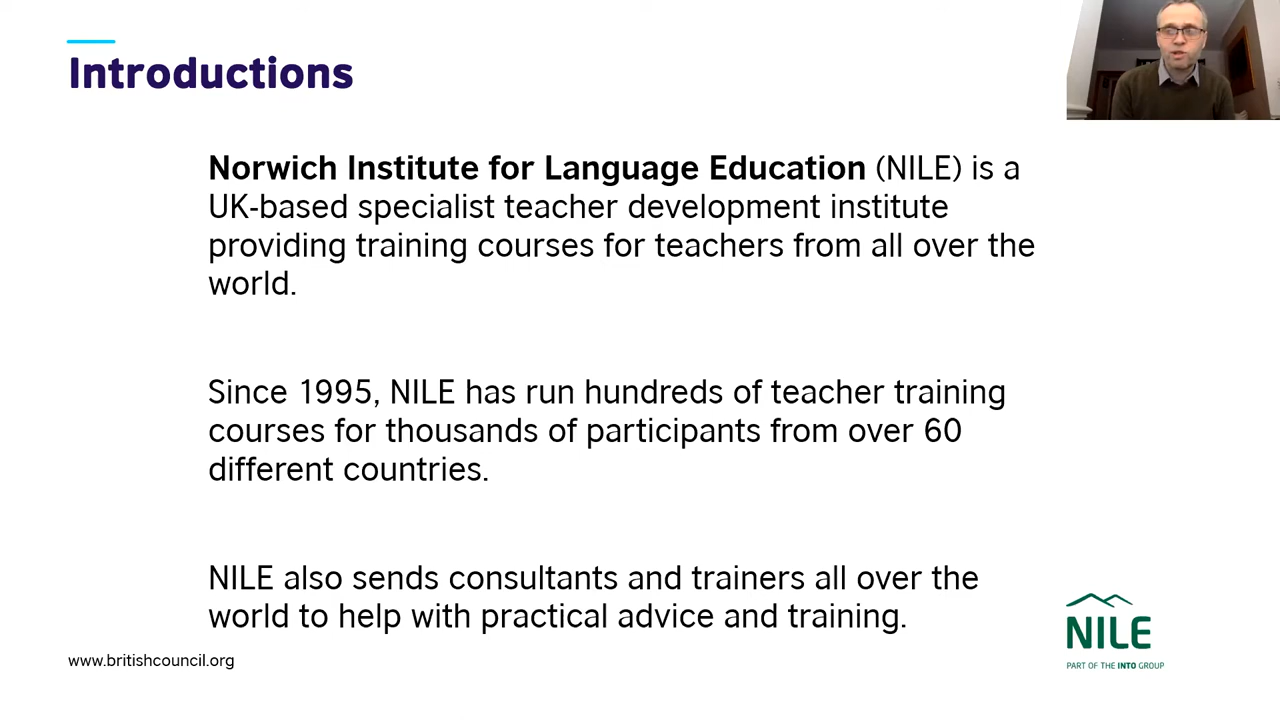 Introductions
Norwich Institute for Language Education (NILE) is a
UK-based specialist teacher development institute
providing training courses for teachers from all over the
world.
Since 1995, NILE has run hundreds of teacher training
courses for thousands of participants from over 60
different countries.
NILE also sends consultants and trainers all over the
world to help with practical advice and training.
www.britishcouncil.org
NILE
PART OF THE INTO GROUP